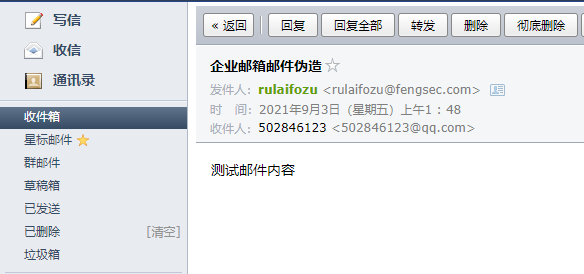 写信
收信
通讯录
收件箱
星标邮件
群邮件
草稿箱
已发送
已删除 [清空]
垃圾箱
« 返回 回复 回复全部 转发 删除 彻底删除
企业邮箱邮件伪造
发件人：rulaifozu <rulaifozu@fengsec.com>
时　间：2021年9月3日（星期五）上午1：48
收件人：502846123 <502846123@qq.com>
测试邮件内容